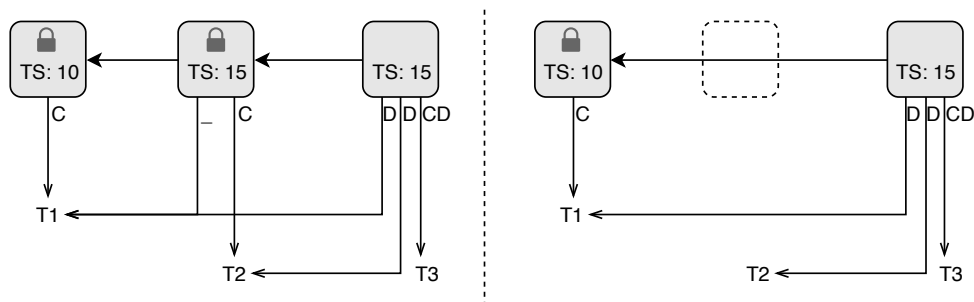 TS: 10 TS: 15 TS: 15 TS: 10 TS: 15
C _ C D D CD C D D CD
T1 T1
T2 T3 T2 T3